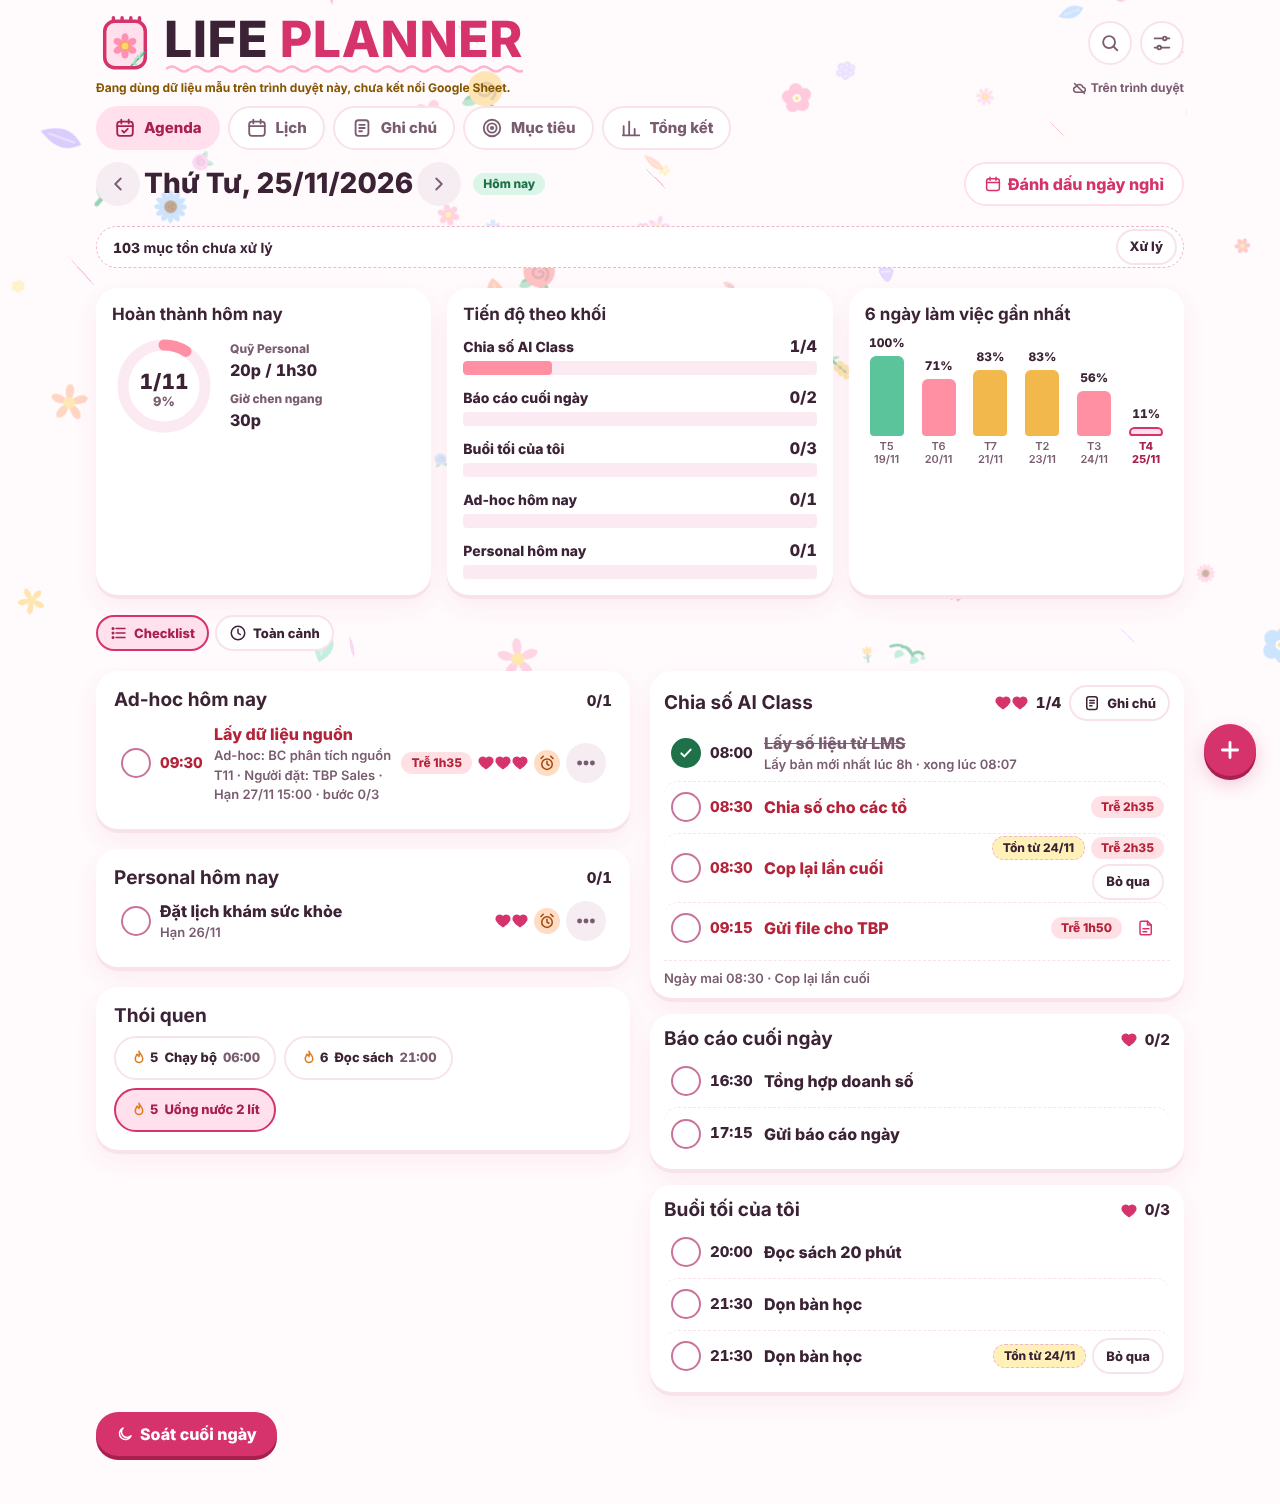 LIFE PLANNER
Đang dùng dữ liệu mẫu trên trình duyệt này, chưa kết nối Google Sheet.
Trên trình duyệt
Agenda
Lịch
Ghi chú
Mục tiêu
Tổng kết
Thứ Tư, 25/11/2026
Hôm nay
Đánh dấu ngày nghỉ
103 mục tồn chưa xử lý
Xử lý
Hoàn thành hôm nay
1/11
9%
Quỹ Personal
20p / 1h30
Giờ chen ngang
30p
Tiến độ theo khối
Chia số AI Class 1/4
Báo cáo cuối ngày 0/2
Buổi tối của tôi 0/3
Ad-hoc hôm nay 0/1
Personal hôm nay 0/1
6 ngày làm việc gần nhất
100% 71% 83% 83% 56% 11%
T5 T6 T7 T2 T3 T4
19/11 20/11 21/11 23/11 24/11 25/11
Checklist
Toàn cảnh
Ad-hoc hôm nay 0/1
09:30
Lấy dữ liệu nguồn
Ad-hoc: BC phân tích nguồn
T11 · Người đặt: TBP Sales ·
Hạn 27/11 15:00 · bước 0/3
Trễ 1h35
Personal hôm nay 0/1
Đặt lịch khám sức khỏe
Hạn 26/11
Thói quen
5 Chạy bộ 06:00
6 Đọc sách 21:00
5 Uống nước 2 lít
Chia số AI Class 1/4 Ghi chú
08:00 Lấy số liệu từ LMS
Lấy bản mới nhất lúc 8h · xong lúc 08:07
08:30 Chia số cho các tổ Trễ 2h35
08:30 Cop lại lần cuối Tồn từ 24/11 Trễ 2h35
Bỏ qua
09:15 Gửi file cho TBP Trễ 1h50
Ngày mai 08:30 · Cop lại lần cuối
Báo cáo cuối ngày 0/2
16:30 Tổng hợp doanh số
17:15 Gửi báo cáo ngày
Buổi tối của tôi 0/3
20:00 Đọc sách 20 phút
21:30 Dọn bàn học
21:30 Dọn bàn học Tồn từ 24/11 Bỏ qua
Soát cuối ngày